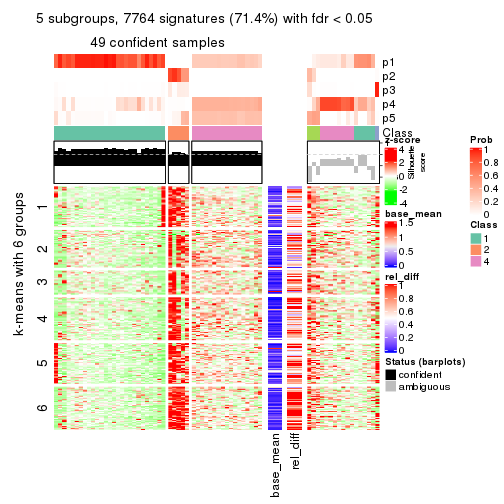 5 subgroups, 7764 signatures (71.4%) with fdr < 0.05
49 confident samples
p1
p2
p3
p4
p5
Class
k-means with 6 groups
1
2
3
4
5
6
base_mean
rel_diff
z-score
4
2
0
-2
-4
Silhouette
score
base_mean
1.5
1
0.5
0
rel_diff
1
0.8
0.6
0.4
0.2
0
Status (barplots)
confident
ambiguous
Prob
1
0.8
0.6
0.4
0.2
0
Class
1
2
4